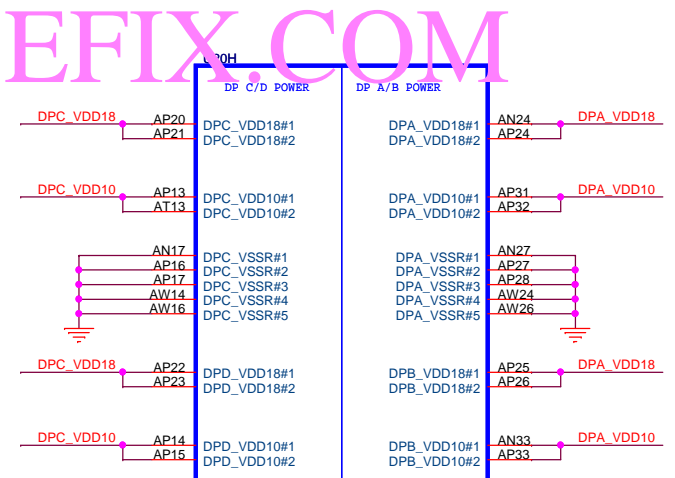 EFIX.COM
DP C/D POWER DP A/B POWER
DPC_VDD18 AP20 DPC_VDD18#1 DPA_VDD18#1 AN24 DPA_VDD18
AP21 DPC_VDD18#2 DPA_VDD18#2 AP24
DPC_VDD10 AP13 DPC_VDD10#1 DPA_VDD10#1 AP31 DPA_VDD10
AT13 DPC_VDD10#2 DPA_VDD10#2 AP32
AN17 DPC_VSSR#1 DPA_VSSR#1 AN27
AP16 DPC_VSSR#2 DPA_VSSR#2 AP27
AP17 DPC_VSSR#3 DPA_VSSR#3 AP28
AW14 DPC_VSSR#4 DPA_VSSR#4 AW24
AW16 DPC_VSSR#5 DPA_VSSR#5 AW26
DPC_VDD18 AP22 DPD_VDD18#1 DPB_VDD18#1 AP25 DPA_VDD18
AP23 DPD_VDD18#2 DPB_VDD18#2 AP26
DPC_VDD10 AP14 DPD_VDD10#1 DPB_VDD10#1 AN33 DPA_VDD10
AP15 DPD_VDD10#2 DPB_VDD10#2 AP33